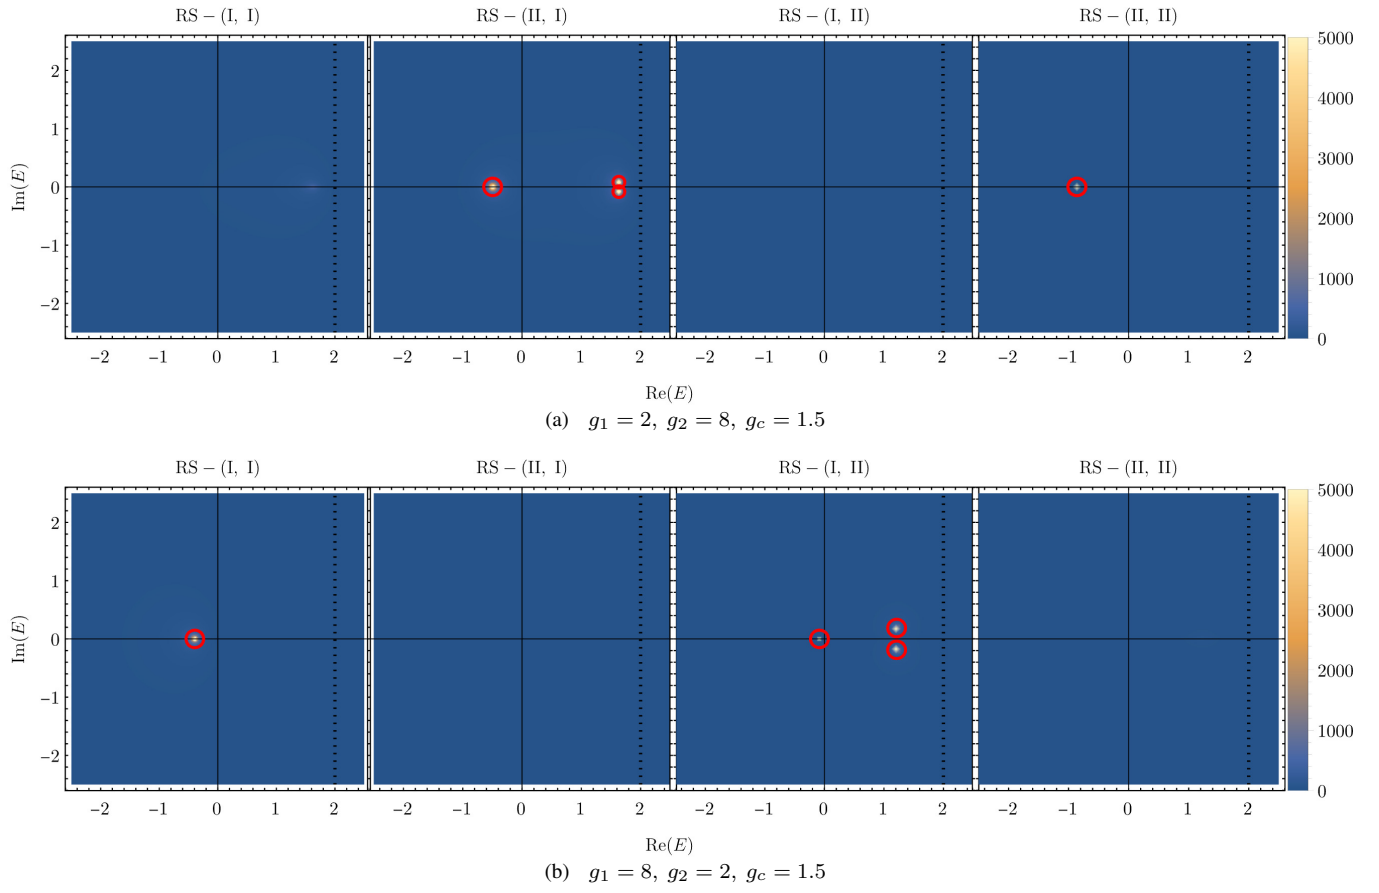 RS − (I, I) RS − (II, I) RS − (I, II) RS − (II, II)
5000
2
4000
1
3000
Im(E)
0
2000
−1
1000
−2
0
−2 −1 0 1 2 −2 −1 0 1 2 −2 −1 0 1 2 −2 −1 0 1 2
Re(E)
(a) g₁ = 2, g₂ = 8, g_c = 1.5
RS − (I, I) RS − (II, I) RS − (I, II) RS − (II, II)
5000
2
4000
1
3000
Im(E)
0
2000
−1
1000
−2
0
−2 −1 0 1 2 −2 −1 0 1 2 −2 −1 0 1 2 −2 −1 0 1 2
Re(E)
(b) g₁ = 8, g₂ = 2, g_c = 1.5